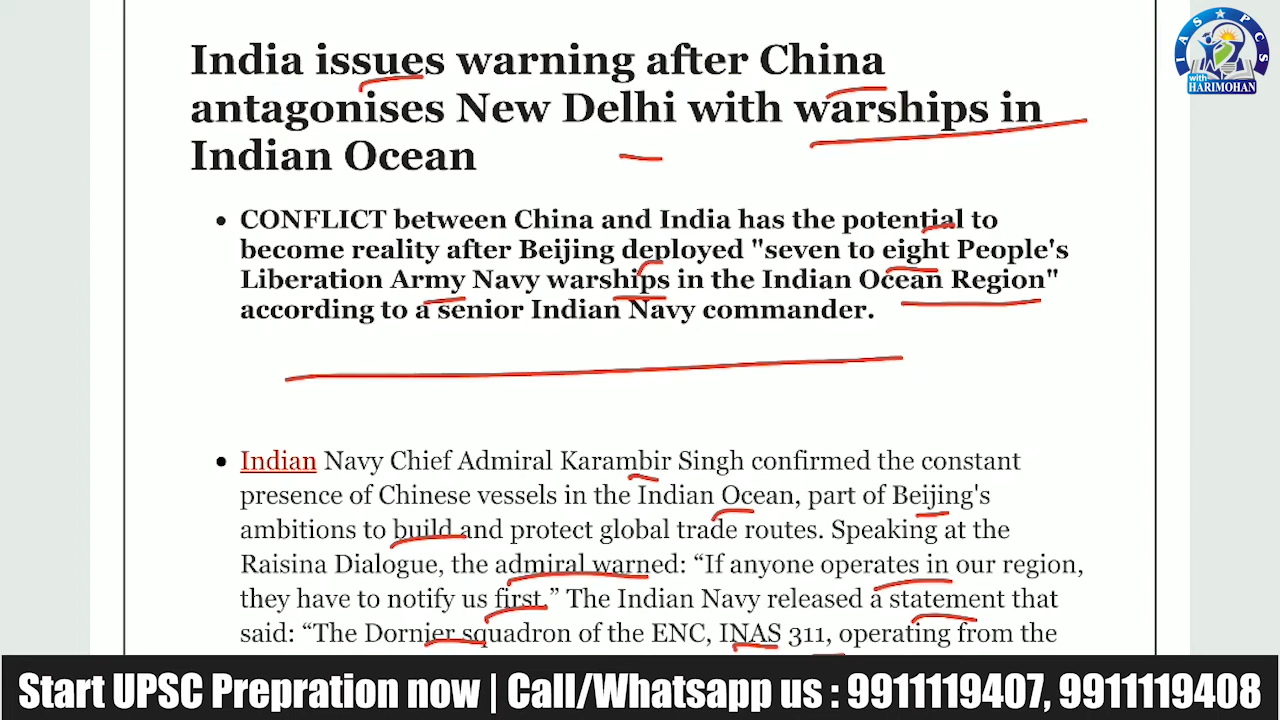 India issues warning after China
antagonises New Delhi with warships in
Indian Ocean
IAS PCS
with
HARIMOHAN
• CONFLICT between China and India has the potential to
become reality after Beijing deployed "seven to eight People's
Liberation Army Navy warships in the Indian Ocean Region"
according to a senior Indian Navy commander.
• Indian Navy Chief Admiral Karambir Singh confirmed the constant
presence of Chinese vessels in the Indian Ocean, part of Beijing's
ambitions to build and protect global trade routes. Speaking at the
Raisina Dialogue, the admiral warned: “If anyone operates in our region,
they have to notify us first.” The Indian Navy released a statement that
said: “The Dornier squadron of the ENC, INAS 311, operating from the
Start UPSC Prepration now | Call/Whatsapp us : 9911119407, 9911119408